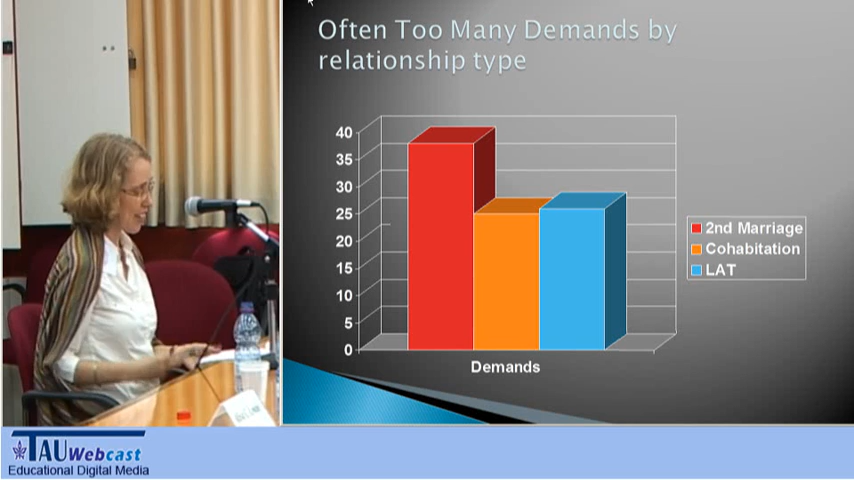 Often Too Many Demands by
relationship type
40
35
30
25
20
15
10
5
0
Demands
2nd Marriage
Cohabitation
LAT
TAU Webcast
Educational Digital Media